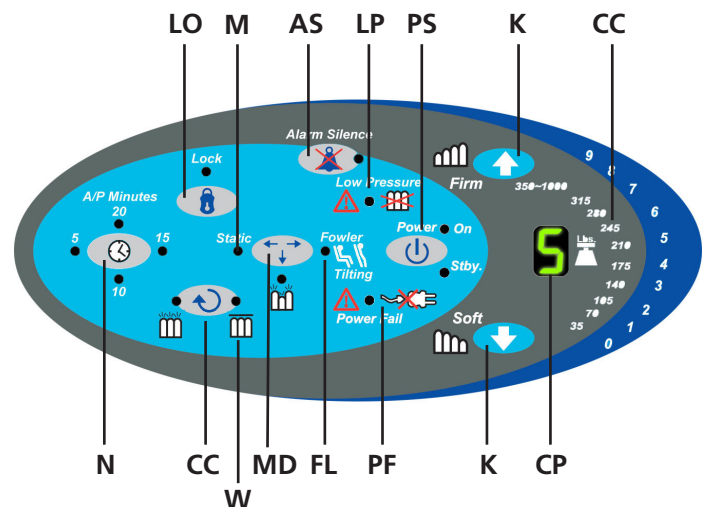 LO M AS LP PS K CC
Alarm Silence
Lock
Low Pressure
A/P Minutes
20
5
15
10
Static
Fowler
Tilting
Power
On
Stby.
Power Fail
Firm
Soft
5
Lbs.
350~1000
315
280
245
210
175
140
105
70
35
9
8
7
6
5
4
3
2
1
0
N CC MD FL PF K CP
W